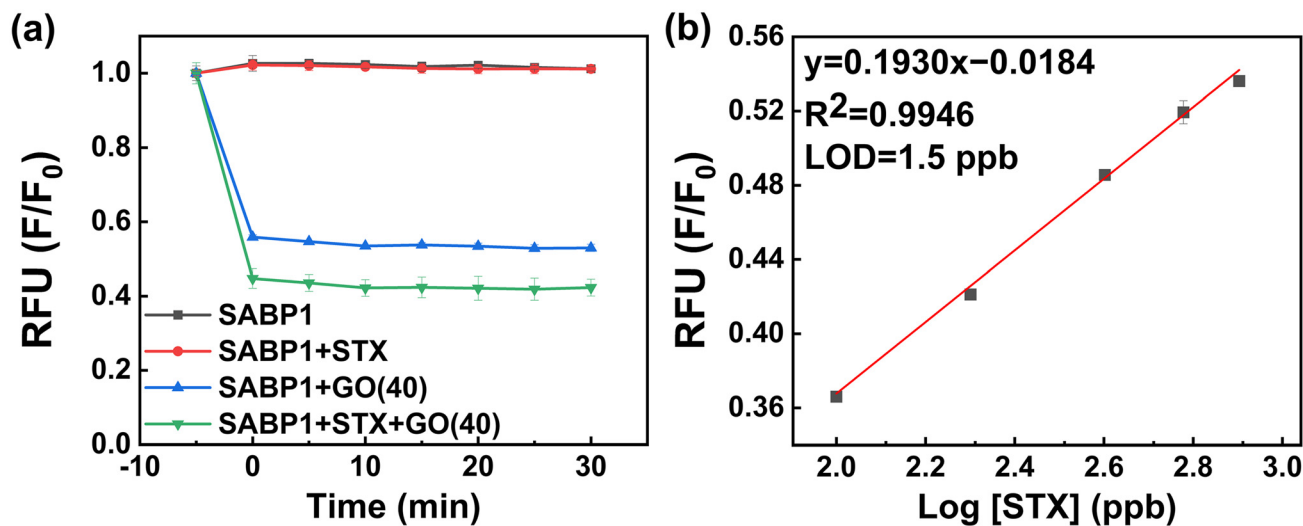 (a)
RFU (F/F0)
1.0
0.8
0.6
0.4
0.2
0.0
SABP1
SABP1+STX
SABP1+GO(40)
SABP1+STX+GO(40)
-10 0 10 20 30
Time (min)
(b)
RFU (F/F0)
0.56
0.52
0.48
0.44
0.40
0.36
y=0.1930x−0.0184
R2=0.9946
LOD=1.5 ppb
2.0 2.2 2.4 2.6 2.8 3.0
Log [STX] (ppb)